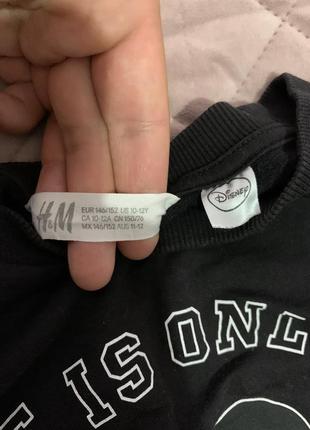 H&M
EUR 146/152 US 10-12Y
CA 10-12A CN 150/76
MX 146/152 AUS 11-12
Disney
IS ONL